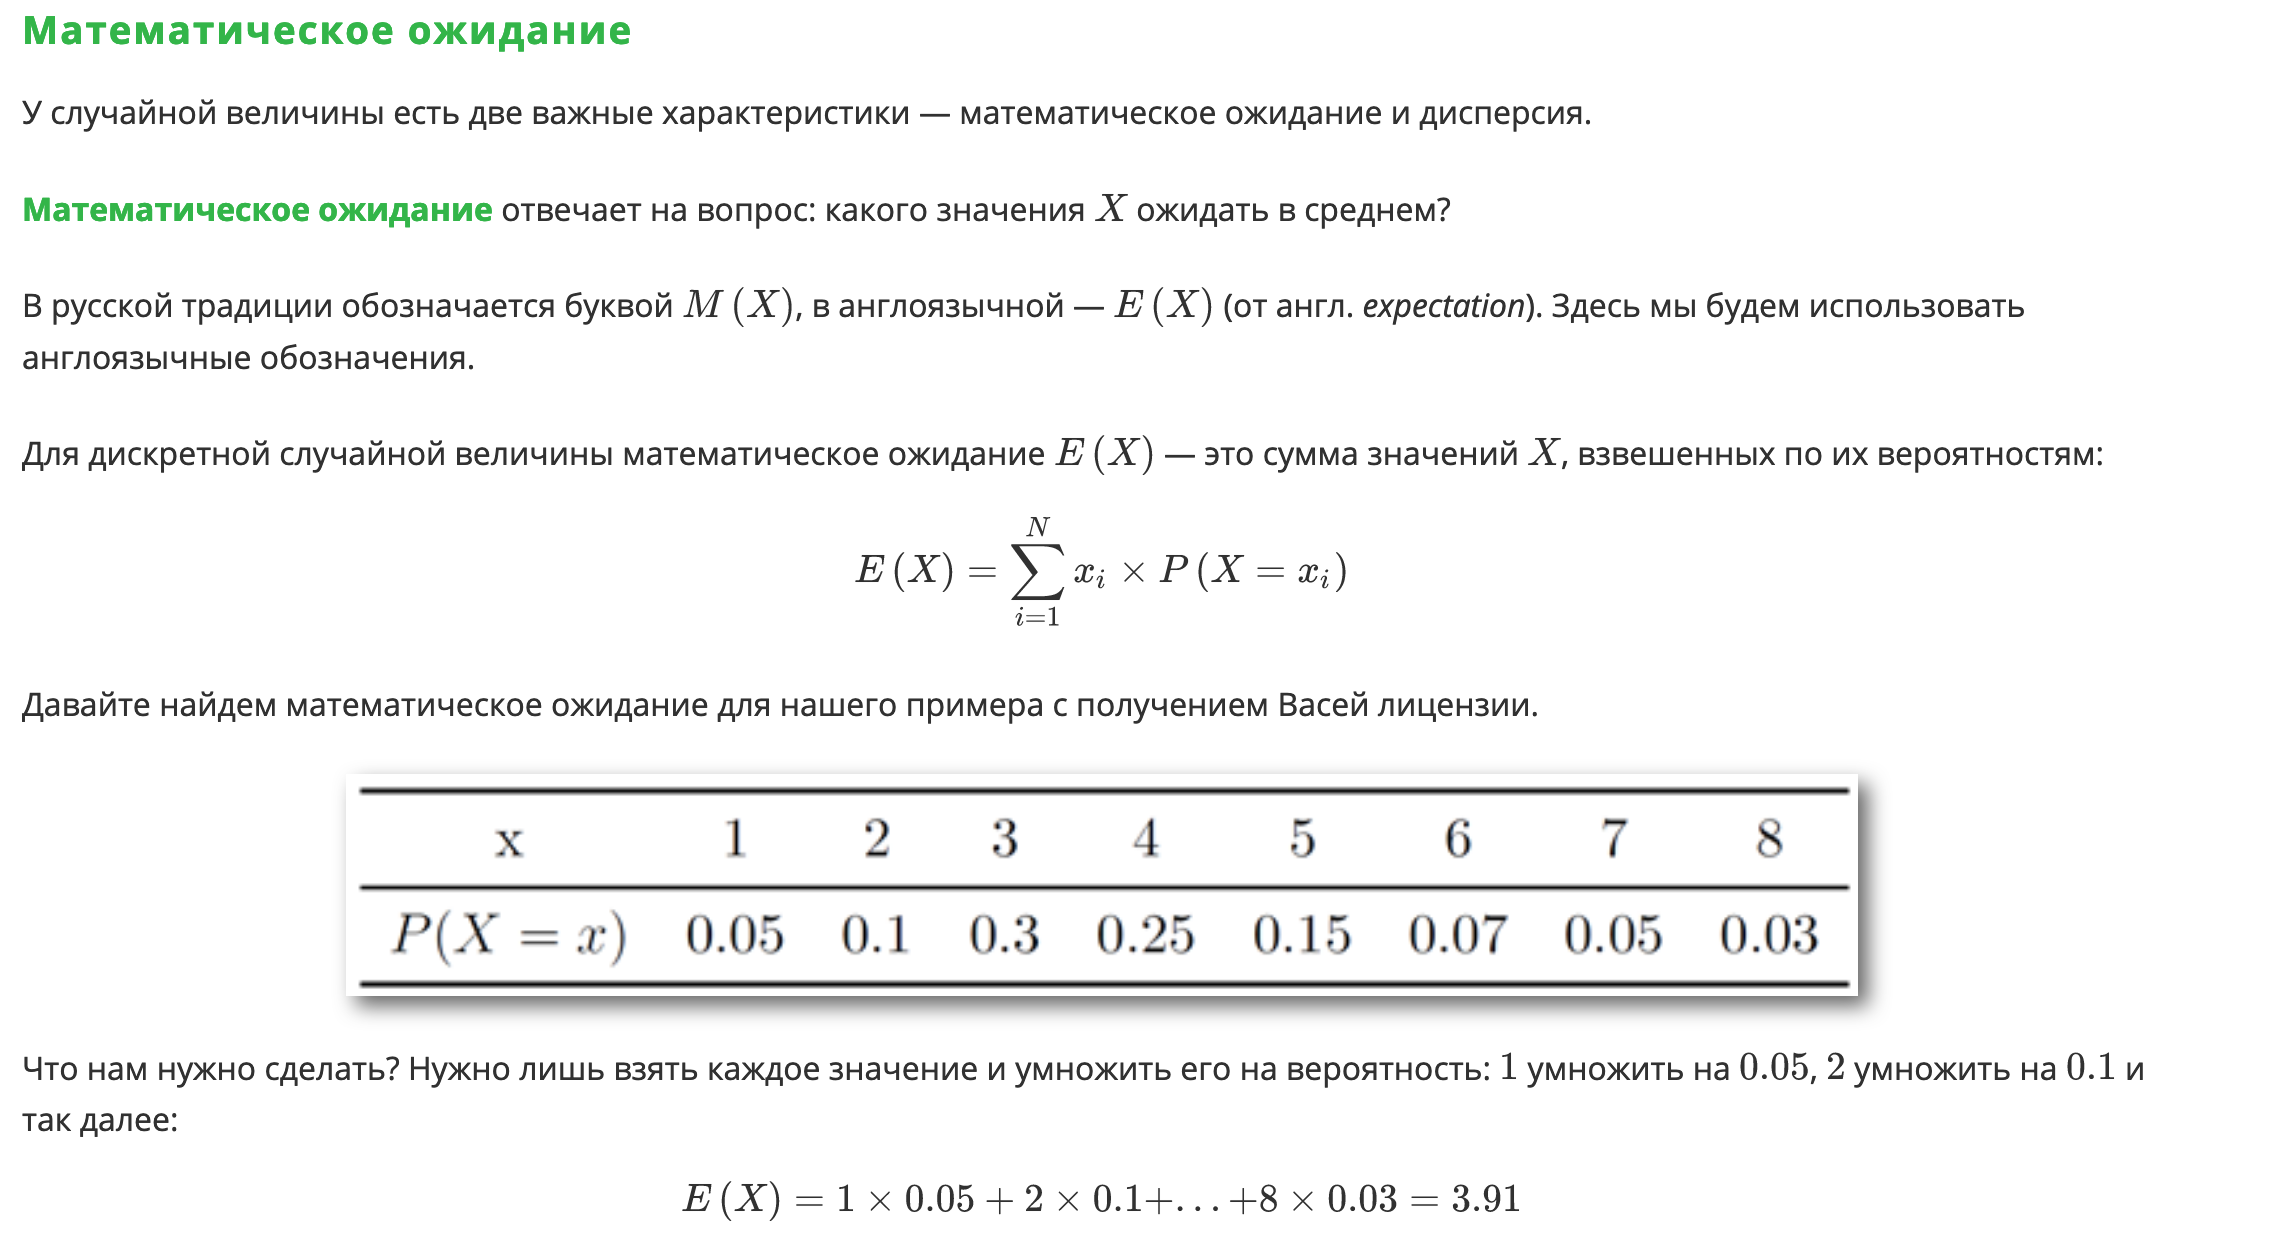 Математическое ожидание
У случайной величины есть две важные характеристики — математическое ожидание и дисперсия.
Математическое ожидание отвечает на вопрос: какого значения X ожидать в среднем?
В русской традиции обозначается буквой M (X), в англоязычной — E (X) (от англ. expectation). Здесь мы будем использовать
англоязычные обозначения.
Для дискретной случайной величины математическое ожидание E (X) — это сумма значений X, взвешенных по их вероятностям:
E (X) = ∑_{i=1}^{N} x_i × P (X = x_i)
Давайте найдем математическое ожидание для нашего примера с получением Васей лицензии.
x 1 2 3 4 5 6 7 8
P(X = x) 0.05 0.1 0.3 0.25 0.15 0.07 0.05 0.03
Что нам нужно сделать? Нужно лишь взять каждое значение и умножить его на вероятность: 1 умножить на 0.05, 2 умножить на 0.1 и
так далее:
E (X) = 1 × 0.05 + 2 × 0.1+. . . +8 × 0.03 = 3.91